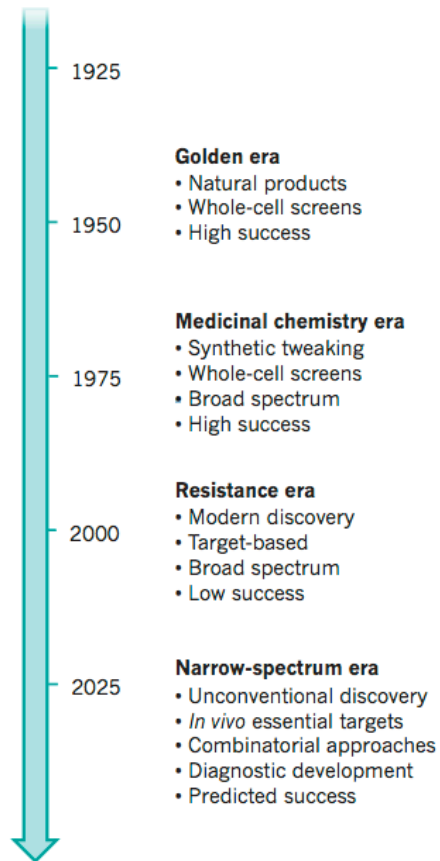 1925
Golden era
• Natural products
• Whole-cell screens
• High success
1950
Medicinal chemistry era
• Synthetic tweaking
• Whole-cell screens
• Broad spectrum
• High success
1975
Resistance era
• Modern discovery
• Target-based
• Broad spectrum
• Low success
2000
Narrow-spectrum era
• Unconventional discovery
• In vivo essential targets
• Combinatorial approaches
• Diagnostic development
• Predicted success
2025